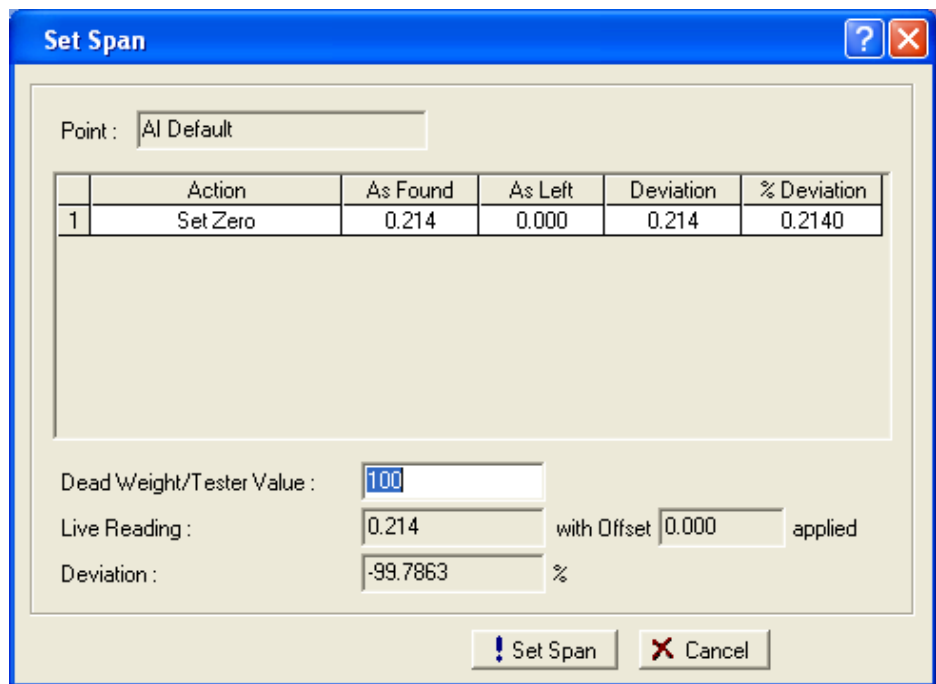 Set Span
Point : AI Default
Action As Found As Left Deviation % Deviation
1 Set Zero 0.214 0.000 0.214 0.2140
Dead Weight/Tester Value : 100
Live Reading : 0.214 with Offset 0.000 applied
Deviation : -99.7863 %
! Set Span X Cancel